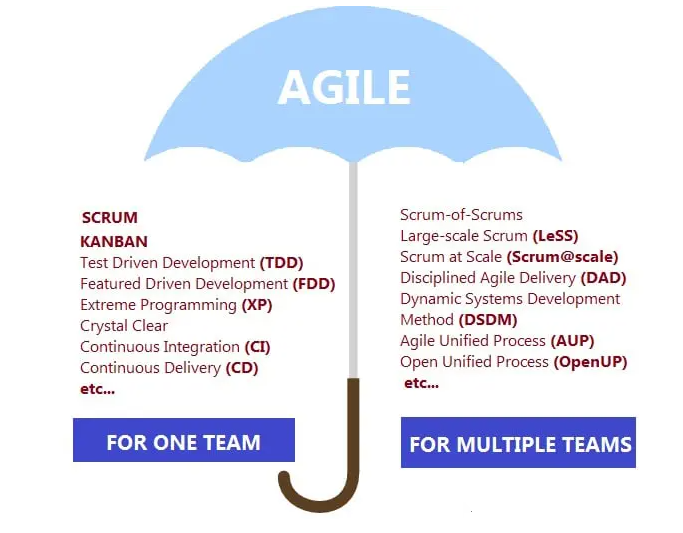 AGILE
SCRUM
KANBAN
Test Driven Development (TDD)
Featured Driven Development (FDD)
Extreme Programming (XP)
Crystal Clear
Continuous Integration (CI)
Continuous Delivery (CD)
etc...
FOR ONE TEAM
Scrum-of-Scrums
Large-scale Scrum (LeSS)
Scrum at Scale (Scrum@scale)
Disciplined Agile Delivery (DAD)
Dynamic Systems Development
Method (DSDM)
Agile Unified Process (AUP)
Open Unified Process (OpenUP)
etc...
FOR MULTIPLE TEAMS